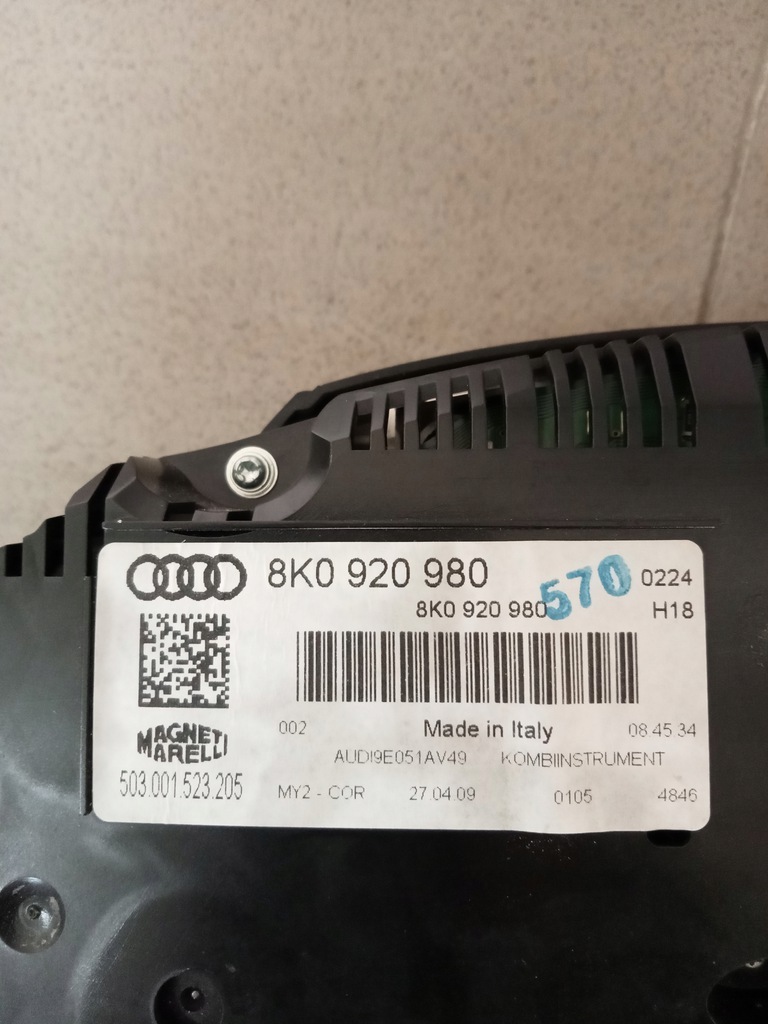 8K0 920 980
570
0224
8K0 920 980
H18
002
Made in Italy
08 45 34
MAGNETI
MARELLI
AUDI9E051AV49 KOMBIINSTRUMENT
503.001.523.205
MY2 - COR 27.04.09 0105 4846